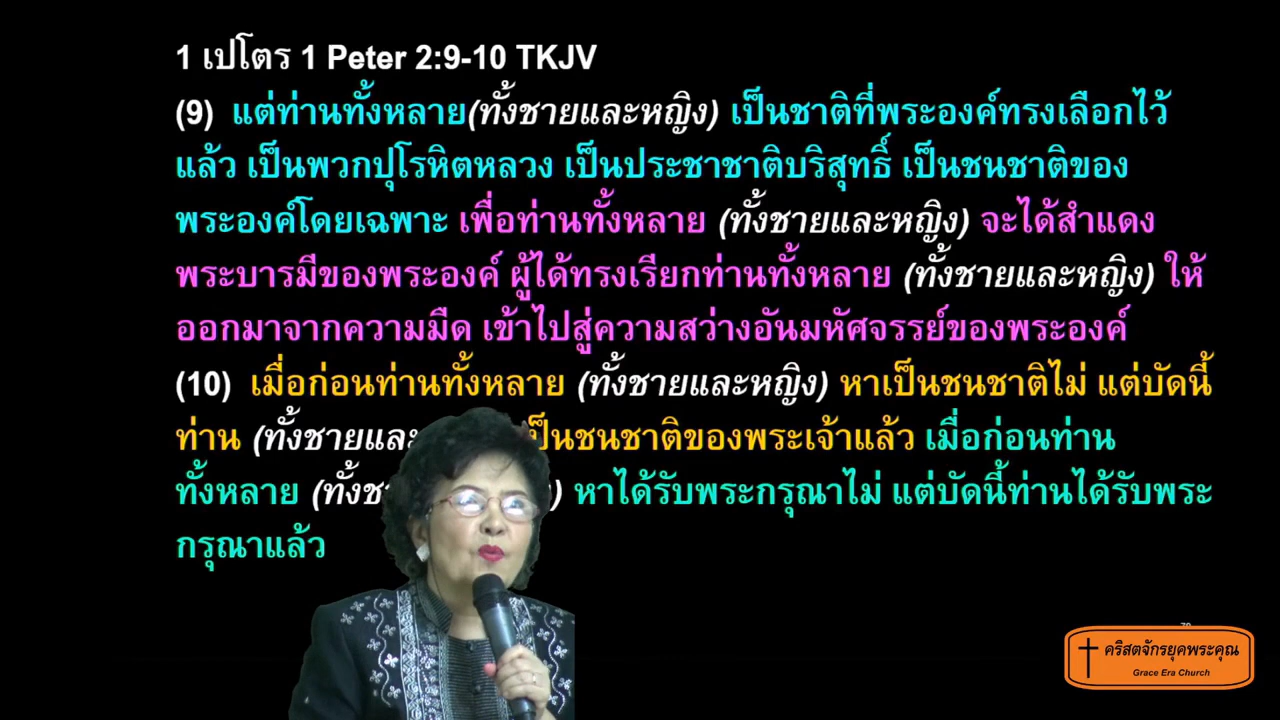 1 เปโตร 1 Peter 2:9-10 TKJV
(9) แต่ท่านทั้งหลาย(ทั้งชายและหญิง) เป็นชาติที่พระองค์ทรงเลือกไว้
แล้ว เป็นพวกปุโรหิตหลวง เป็นประชาชาติบริสุทธิ์ เป็นชนชาติของ
พระองค์โดยเฉพาะ เพื่อท่านทั้งหลาย (ทั้งชายและหญิง) จะได้สำแดง
พระบารมีของพระองค์ ผู้ได้ทรงเรียกท่านทั้งหลาย (ทั้งชายและหญิง) ให้
ออกมาจากความมืด เข้าไปสู่ความสว่างอันมหัศจรรย์ของพระองค์
(10) เมื่อก่อนท่านทั้งหลาย (ทั้งชายและหญิง) หาเป็นชนชาติไม่ แต่บัดนี้
ท่าน (ทั้งชายและ เป็นชนชาติของพระเจ้าแล้ว เมื่อก่อนท่าน
ทั้งหลาย (ทั้งชา ) หาได้รับพระกรุณาไม่ แต่บัดนี้ท่านได้รับพระ
กรุณาแล้ว
คริสตจักรยุคพระคุณ
Grace Era Church